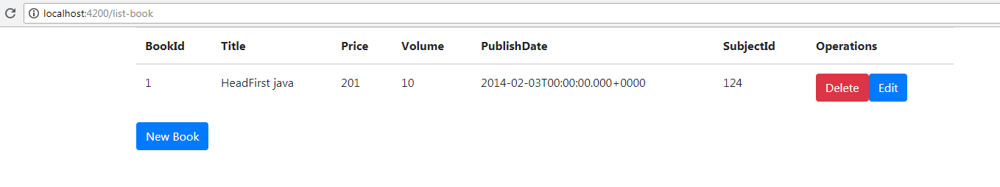 localhost:4200/list-book
BookId Title Price Volume PublishDate SubjectId Operations
1 HeadFirst java 201 10 2014-02-03T00:00:00.000+0000 124 Delete Edit
New Book